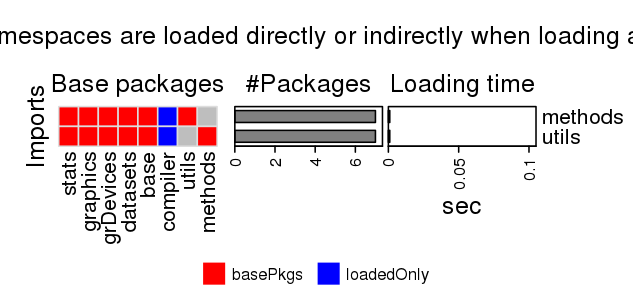 mespaces are loaded directly or indirectly when loading a
Base packages #Packages Loading time
Imports
methods
utils
stats
graphics
grDevices
datasets
base
compiler
utils
methods
0 2 4 6
0 0.05 0.1
sec
basePkgs loadedOnly